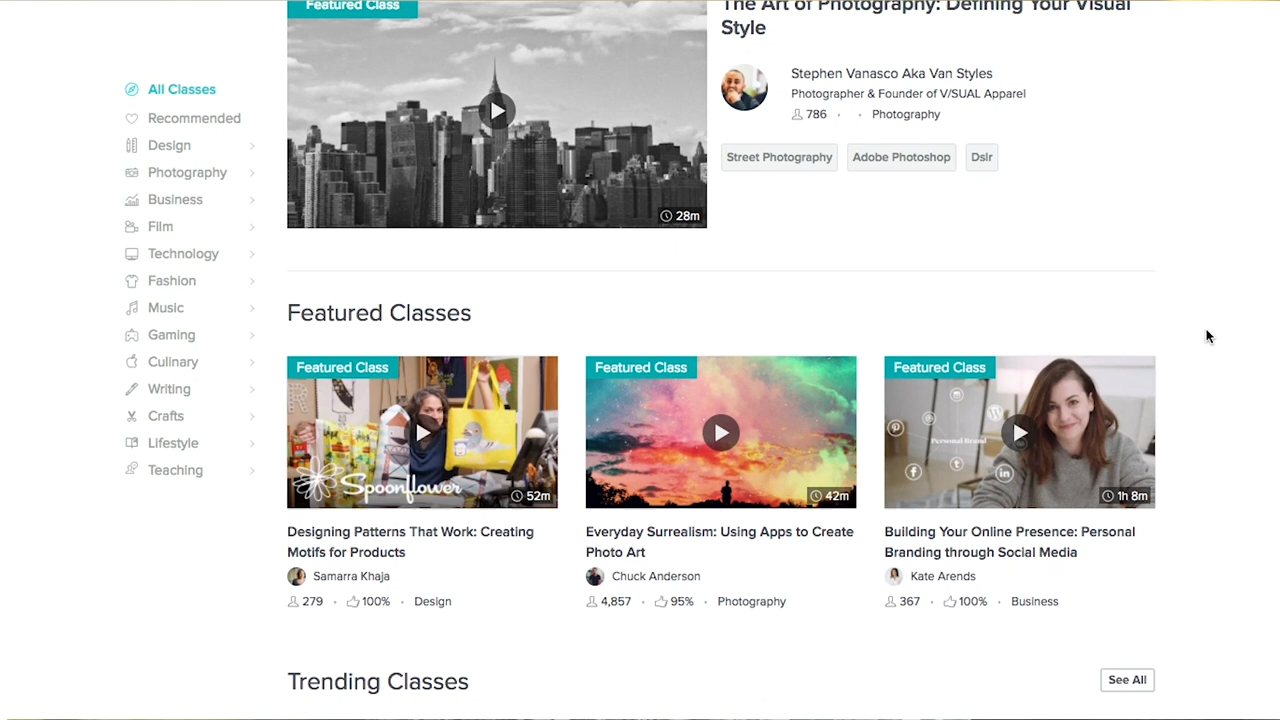 Featured Class
28m
The Art of Photography: Defining Your Visual
Style
Stephen Vanasco Aka Van Styles
Photographer & Founder of V/SUAL Apparel
786 · · Photography
Street Photography
Adobe Photoshop
Dslr
All Classes
Recommended
Design
Photography
Business
Film
Technology
Fashion
Music
Gaming
Culinary
Writing
Crafts
Lifestyle
Teaching
Featured Classes
Featured Class
Spoonflower
52m
Designing Patterns That Work: Creating
Motifs for Products
Samarra Khaja
279 · 100% · Design
Featured Class
42m
Everyday Surrealism: Using Apps to Create
Photo Art
Chuck Anderson
4,857 · 95% · Photography
Featured Class
Personal Brand
1h 8m
Building Your Online Presence: Personal
Branding through Social Media
Kate Arends
367 · 100% · Business
Trending Classes
See All